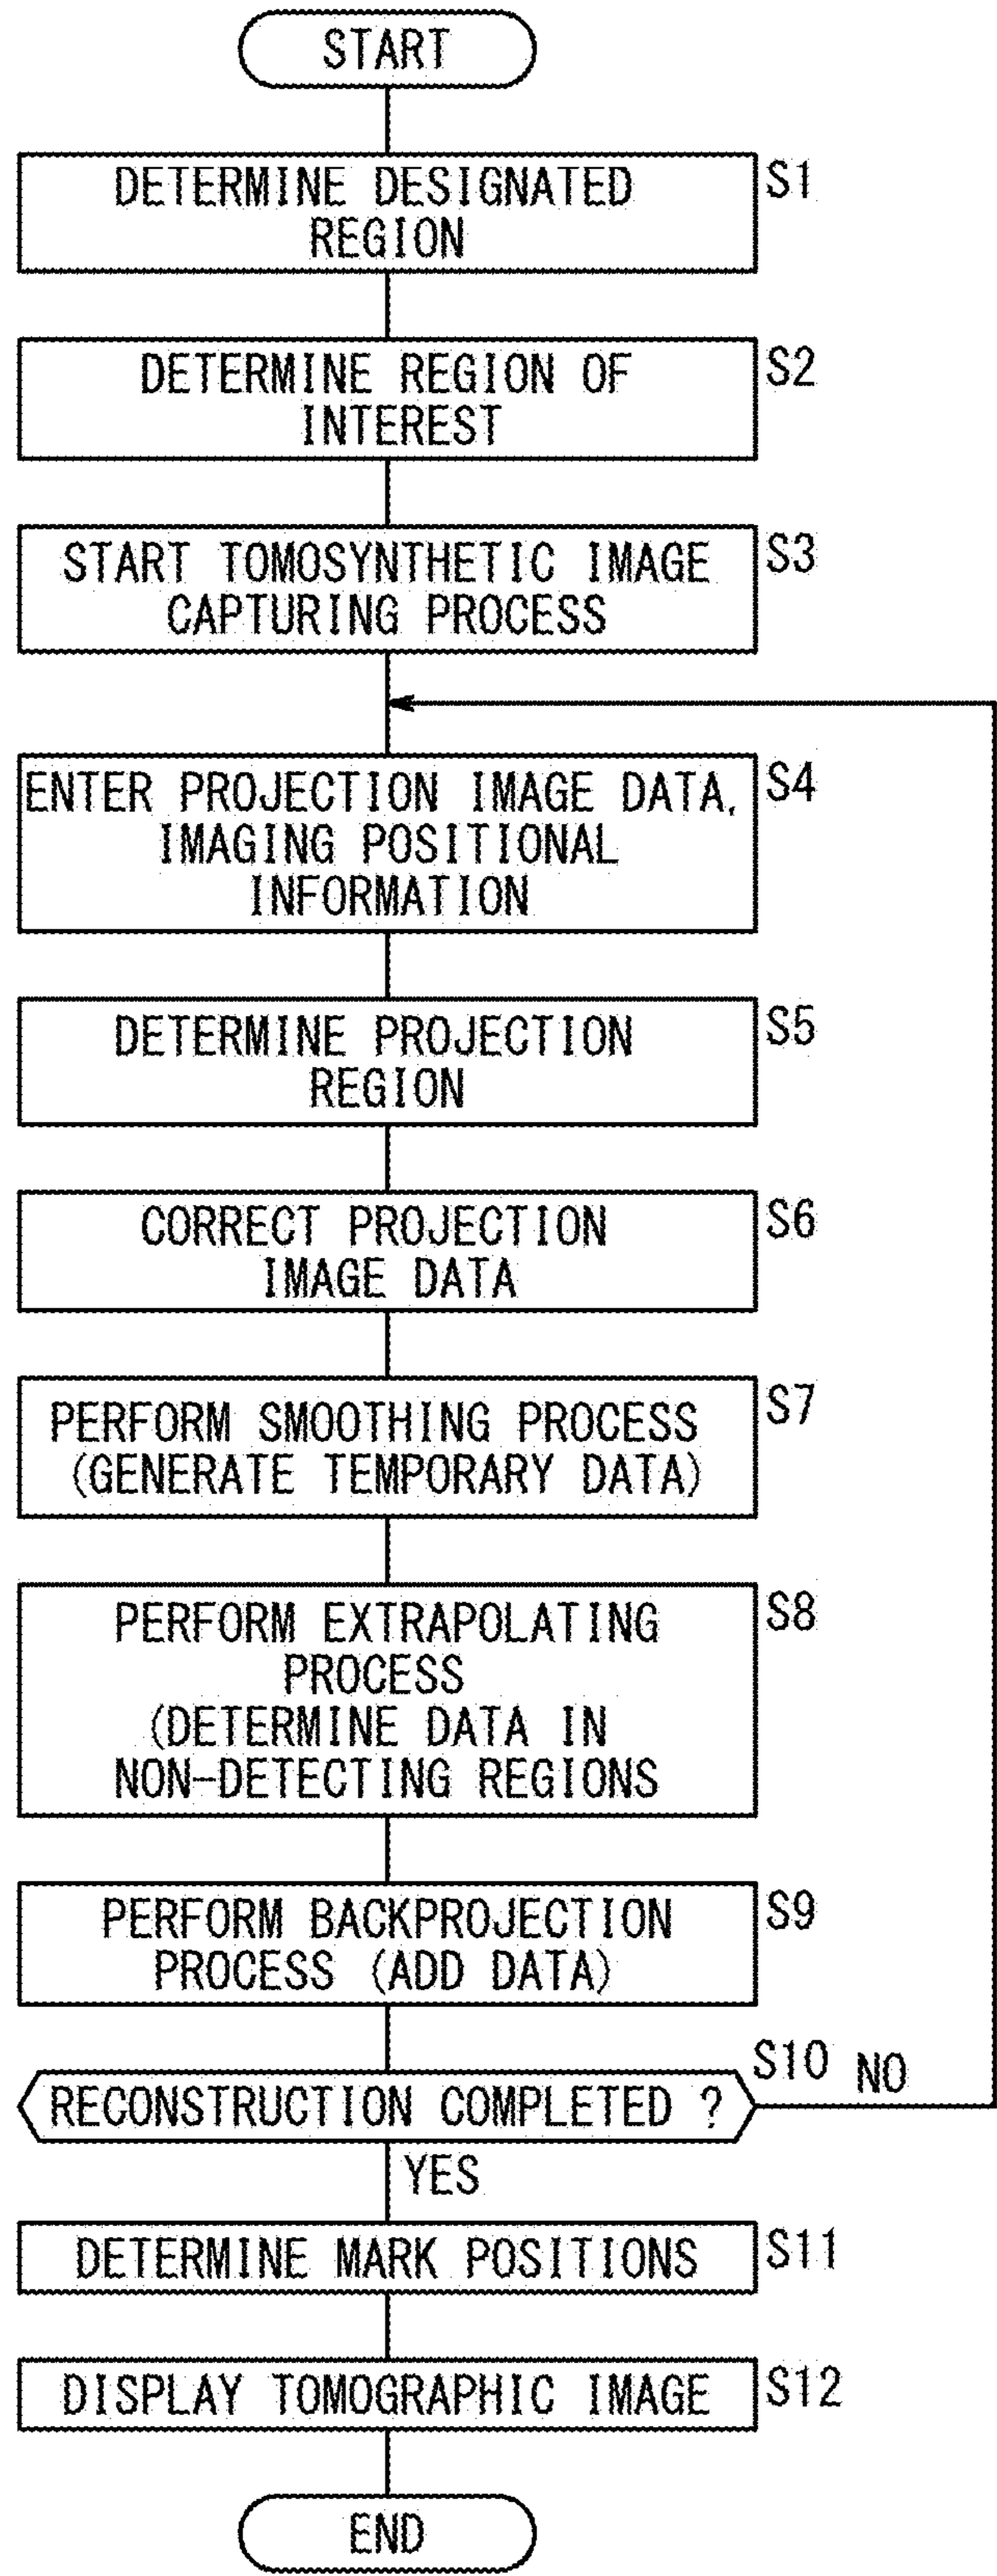 START
DETERMINE DESIGNATED
REGION
S1
DETERMINE REGION OF
INTEREST
S2
START TOMOSYNTHETIC IMAGE
CAPTURING PROCESS
S3
ENTER PROJECTION IMAGE DATA,
IMAGING POSITIONAL
INFORMATION
S4
DETERMINE PROJECTION
REGION
S5
CORRECT PROJECTION
IMAGE DATA
S6
PERFORM SMOOTHING PROCESS
(GENERATE TEMPORARY DATA)
S7
PERFORM EXTRAPOLATING
PROCESS
(DETERMINE DATA IN
NON-DETECTING REGIONS
S8
PERFORM BACKPROJECTION
PROCESS (ADD DATA)
S9
RECONSTRUCTION COMPLETED ?
S10 NO
YES
DETERMINE MARK POSITIONS
S11
DISPLAY TOMOGRAPHIC IMAGE
S12
END